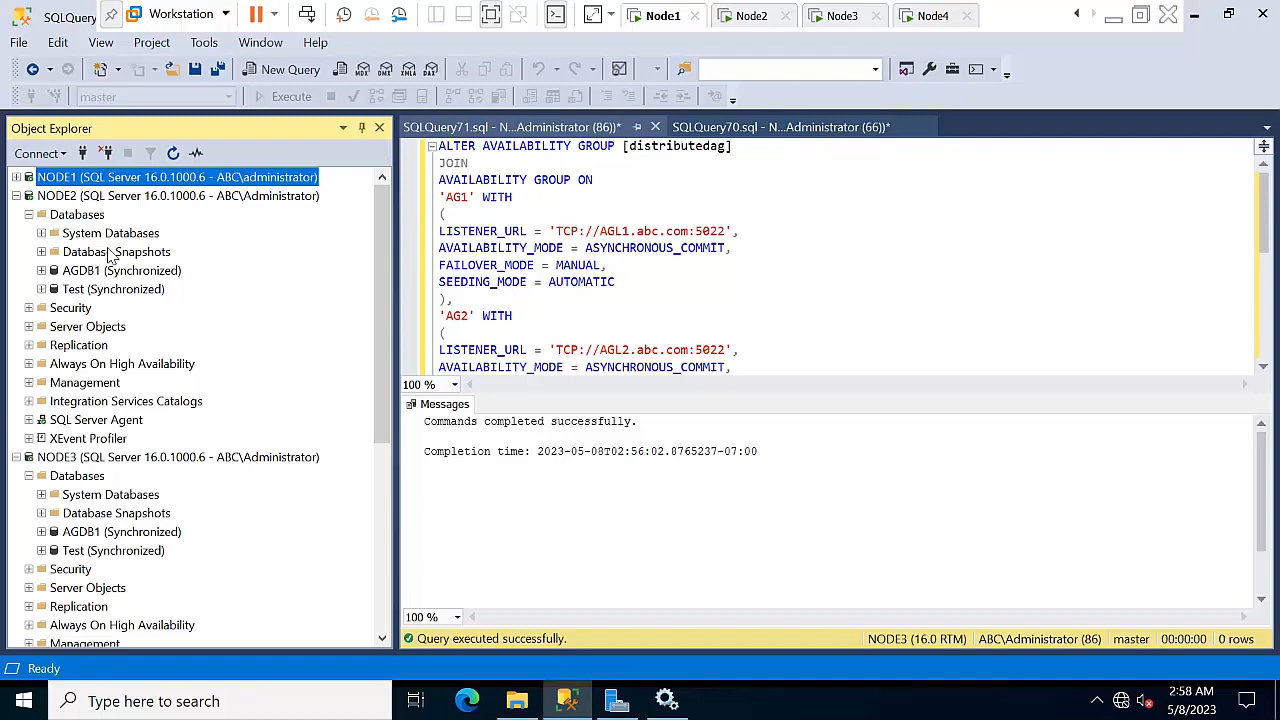 SQLQuery
Workstation
Node1
Node2
Node3
Node4
File
Edit
View
Project
Tools
Window
Help
New Query
MDX
DMX
XMLA
DAX
master
Execute
Object Explorer
SQLQuery71.sql - N...Administrator (86))*
SQLQuery70.sql - N...Administrator (66))*
Connect
NODE1 (SQL Server 16.0.1000.6 - ABC\administrator)
NODE2 (SQL Server 16.0.1000.6 - ABC\administrator)
Databases
System Databases
Database Snapshots
AGDB1 (Synchronized)
Test (Synchronized)
Security
Server Objects
Replication
Always On High Availability
Management
Integration Services Catalogs
SQL Server Agent
XEvent Profiler
NODE3 (SQL Server 16.0.1000.6 - ABC\Administrator)
Databases
System Databases
Database Snapshots
AGDB1 (Synchronized)
Test (Synchronized)
Security
Server Objects
Replication
Always On High Availability
Management
ALTER AVAILABILITY GROUP [distributedag]
JOIN
AVAILABILITY GROUP ON
'AG1' WITH
(
LISTENER_URL = 'TCP://AGL1.abc.com:5022',
AVAILABILITY_MODE = ASYNCHRONOUS_COMMIT,
FAILOVER_MODE = MANUAL,
SEEDING_MODE = AUTOMATIC
),
'AG2' WITH
(
LISTENER_URL = 'TCP://AGL2.abc.com:5022',
AVAILABILITY_MODE = ASYNCHRONOUS_COMMIT,
100 %
Messages
Commands completed successfully.
Completion time: 2023-05-08T02:56:02.8765237-07:00
100 %
Query executed successfully.
NODE3 (16.0 RTM)
ABC\Administrator (86)
master
00:00:00
0 rows
Ready
Type here to search
2:58 AM
5/8/2023